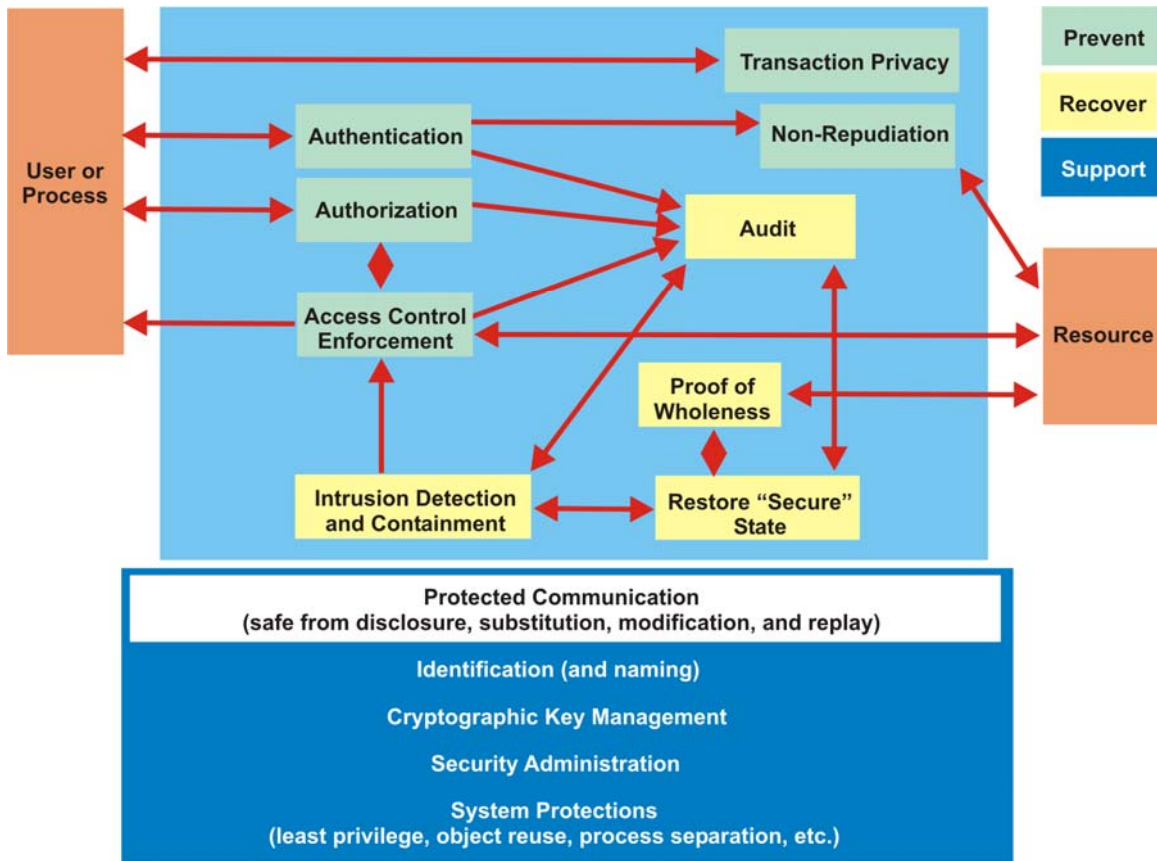 Transaction Privacy
Prevent
Recover
Support
User or
Process
Authentication
Non-Repudiation
Authorization
Audit
Access Control
Enforcement
Resource
Proof of
Wholeness
Intrusion Detection
and Containment
Restore “Secure”
State
Protected Communication
(safe from disclosure, substitution, modification, and replay)
Identification (and naming)
Cryptographic Key Management
Security Administration
System Protections
(least privilege, object reuse, process separation, etc.)